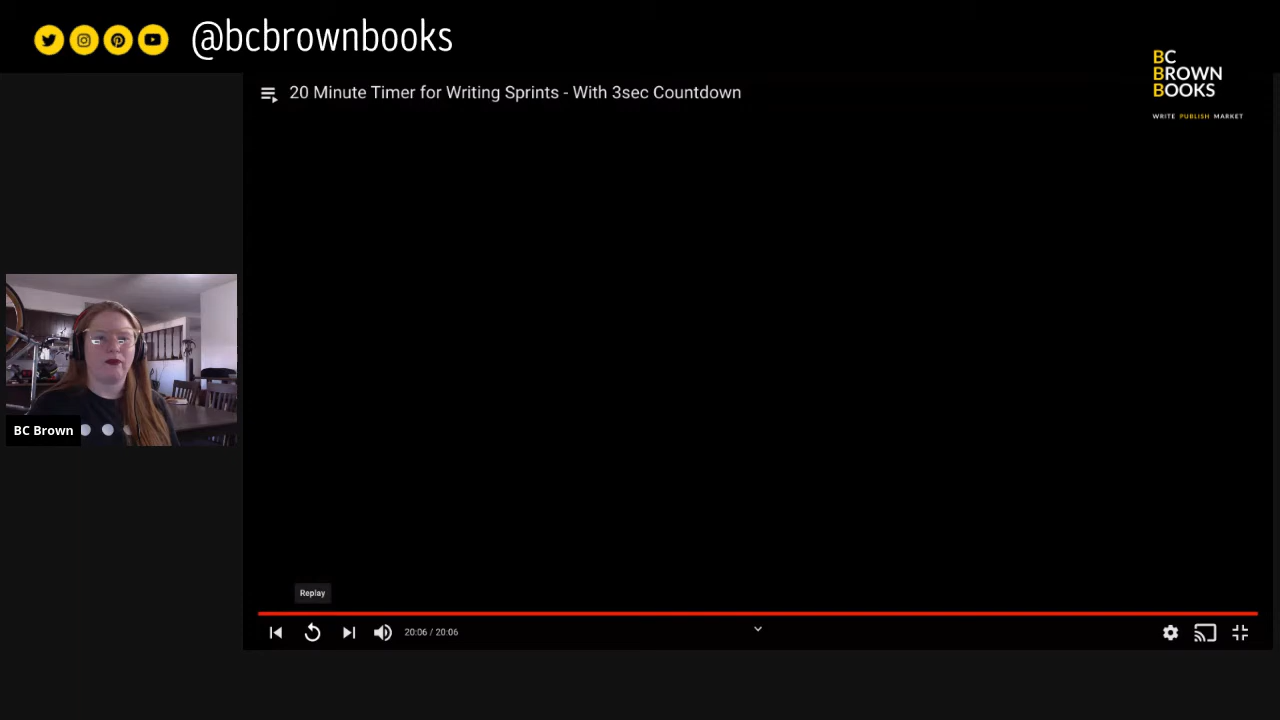 @bcbrownbooks
BC
BROWN
BOOKS
WRITE PUBLISH MARKET
20 Minute Timer for Writing Sprints - With 3sec Countdown
BC Brown
Replay
20:06 / 20:06